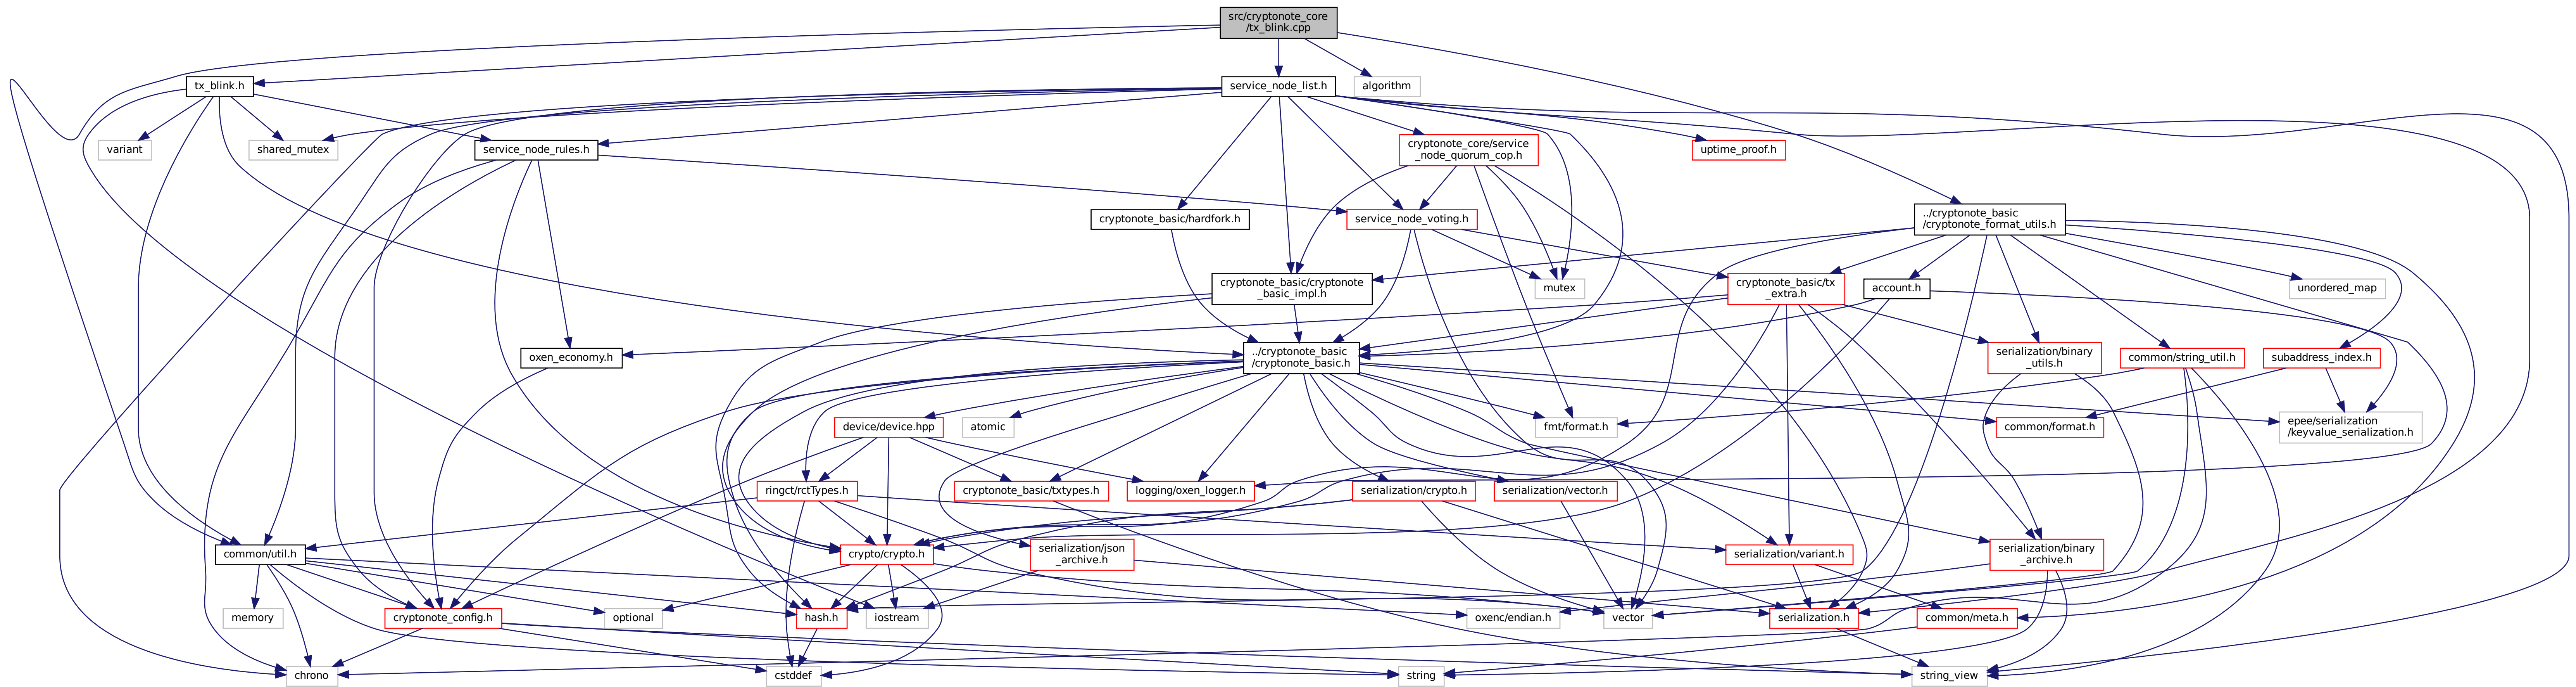 src/cryptonote_core
/tx_blink.cpp
tx_blink.h
service_node_list.h
algorithm
variant
shared_mutex
service_node_rules.h
cryptonote_core/service
_node_quorum_cop.h
uptime_proof.h
cryptonote_basic/hardfork.h
service_node_voting.h
../cryptonote_basic
/cryptonote_format_utils.h
cryptonote_basic/cryptonote
_basic_impl.h
mutex
cryptonote_basic/tx
_extra.h
account.h
unordered_map
oxen_economy.h
../cryptonote_basic
/cryptonote_basic.h
serialization/binary
_utils.h
common/string_util.h
subaddress_index.h
device/device.hpp
atomic
fmt/format.h
common/format.h
epee/serialization
/keyvalue_serialization.h
ringct/rctTypes.h
cryptonote_basic/txtypes.h
logging/oxen_logger.h
serialization/crypto.h
serialization/vector.h
common/util.h
crypto/crypto.h
serialization/json
_archive.h
serialization/variant.h
serialization/binary
_archive.h
memory
cryptonote_config.h
optional
hash.h
iostream
oxenc/endian.h
vector
serialization.h
common/meta.h
chrono
cstddef
string
string_view